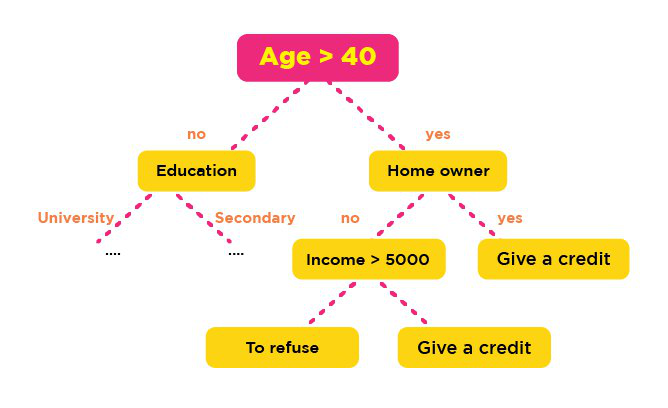 Age > 40
no
yes
Education
Home owner
University
Secondary
no
yes
....
....
Income > 5000
Give a credit
To refuse
Give a credit